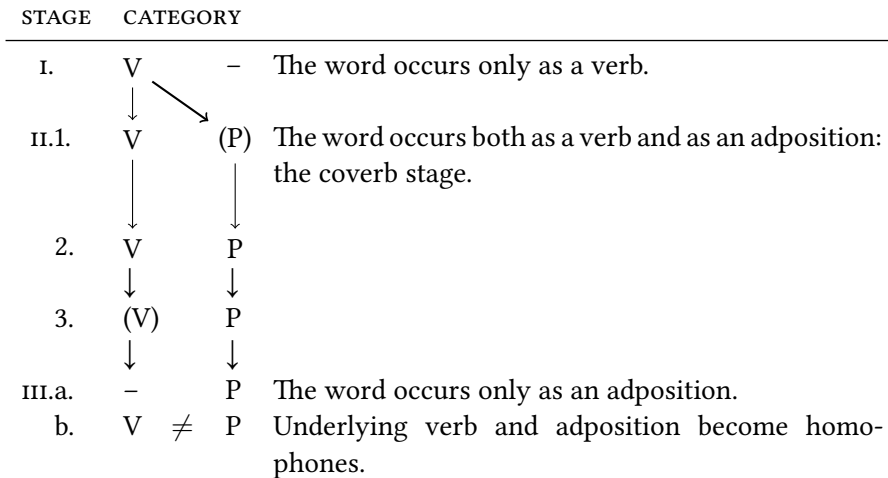 STAGE CATEGORY
I. V – The word occurs only as a verb.
II.1. V (P) The word occurs both as a verb and as an adposition:
the coverb stage.
2. V P
3. (V) P
III.a. – P The word occurs only as an adposition.
b. V ≠ P Underlying verb and adposition become homo-
phones.